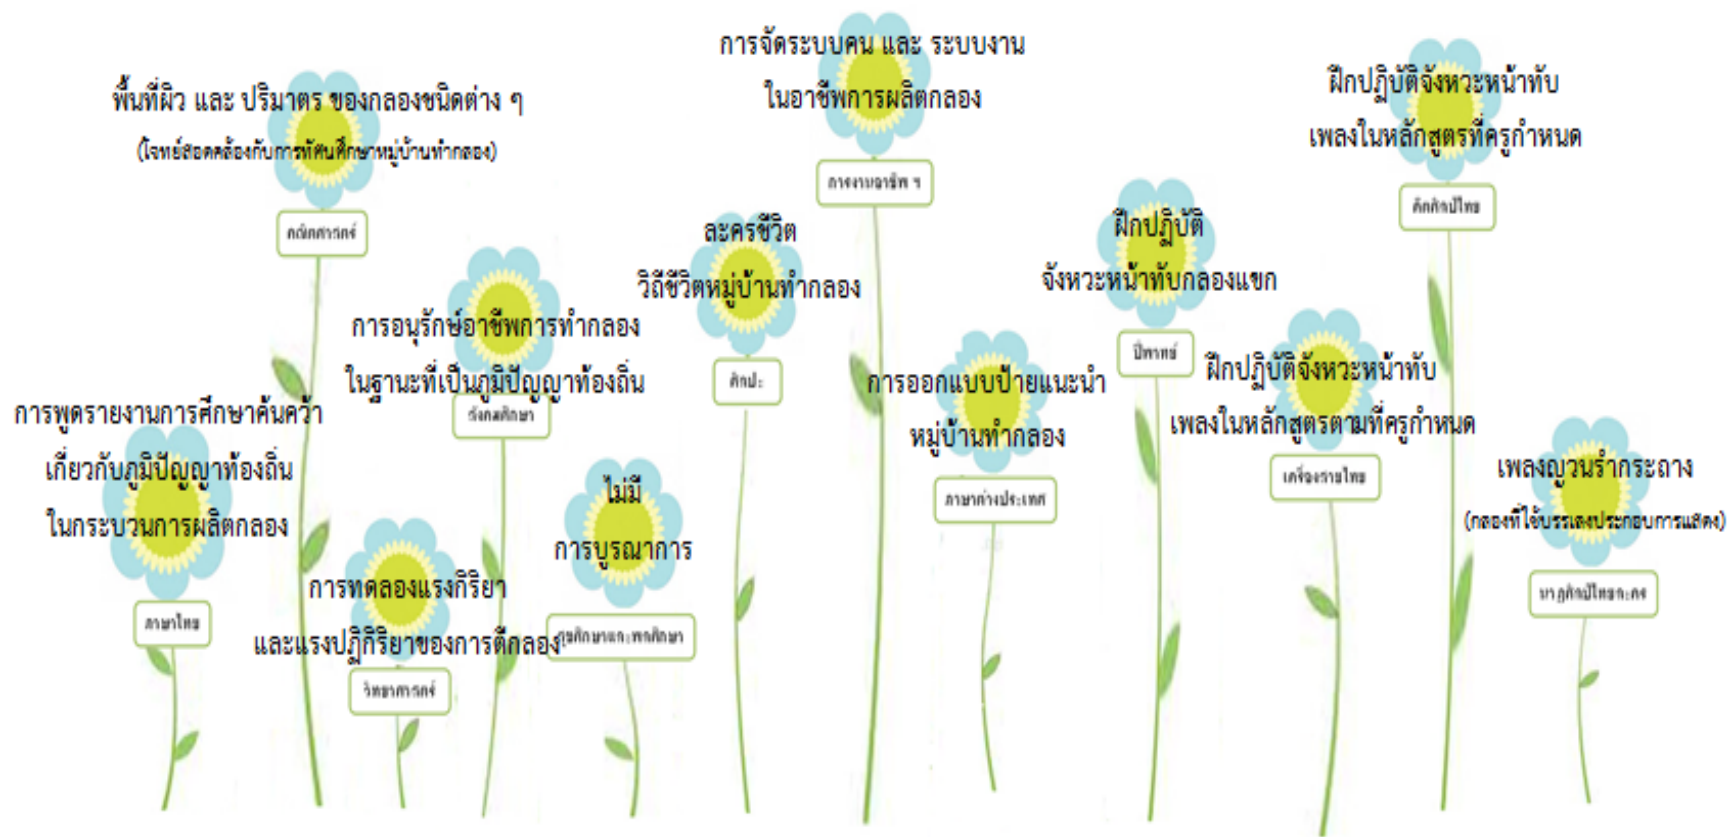 การพูดรายงานการศึกษาค้นคว้า
เกี่ยวกับภูมิปัญญาท้องถิ่น
ในกระบวนการผลิตกลอง
ภาษาไทย
พื้นที่ผิว และ ปริมาตร ของกลองชนิดต่าง ๆ
(โจทย์สอดคล้องกับการทัศนศึกษาหมู่บ้านทำกลอง)
คณิตศาสตร์
การทดลองแรงกิริยา
และแรงปฏิกิริยาของการตีกลอง
วิทยาศาสตร์
การอนุรักษ์อาชีพการทำกลอง
ในฐานะที่เป็นภูมิปัญญาท้องถิ่น
สังคมศึกษา
ไม่มี
การบูรณาการ
สุขศึกษาและพลศึกษา
ละครชีวิต
วิถีชีวิตหมู่บ้านทำกลอง
ศิลปะ
การจัดระบบคน และ ระบบงาน
ในอาชีพการผลิตกลอง
การงานอาชีพ ฯ
การออกแบบป้ายแนะนำ
หมู่บ้านทำกลอง
ภาษาต่างประเทศ
ฝึกปฏิบัติ
จังหวะหน้าทับกลองแขก
ปี่พาทย์
ฝึกปฏิบัติจังหวะหน้าทับ
เพลงในหลักสูตรตามที่ครูกำหนด
เครื่องสายไทย
ฝึกปฏิบัติจังหวะหน้าทับ
เพลงในหลักสูตรที่ครูกำหนด
คีตศิลป์ไทย
เพลงญวนรำกระถาง
(กลองที่ใช้บรรเลงประกอบการแสดง)
นาฏศิลป์ไทยละคร